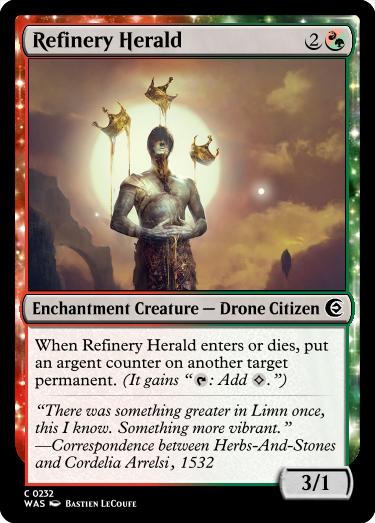 Refinery Herald 2
Enchantment Creature — Drone Citizen
When Refinery Herald enters or dies, put
an argent counter on another target
permanent. (It gains “: Add .”)
“There was something greater in Limn once,
this I know. Something more vibrant.”
—Correspondence between Herbs-And-Stones
and Cordelia Arrelsi, 1532
3/1
C 0232
WAS Bastien LeCoufe